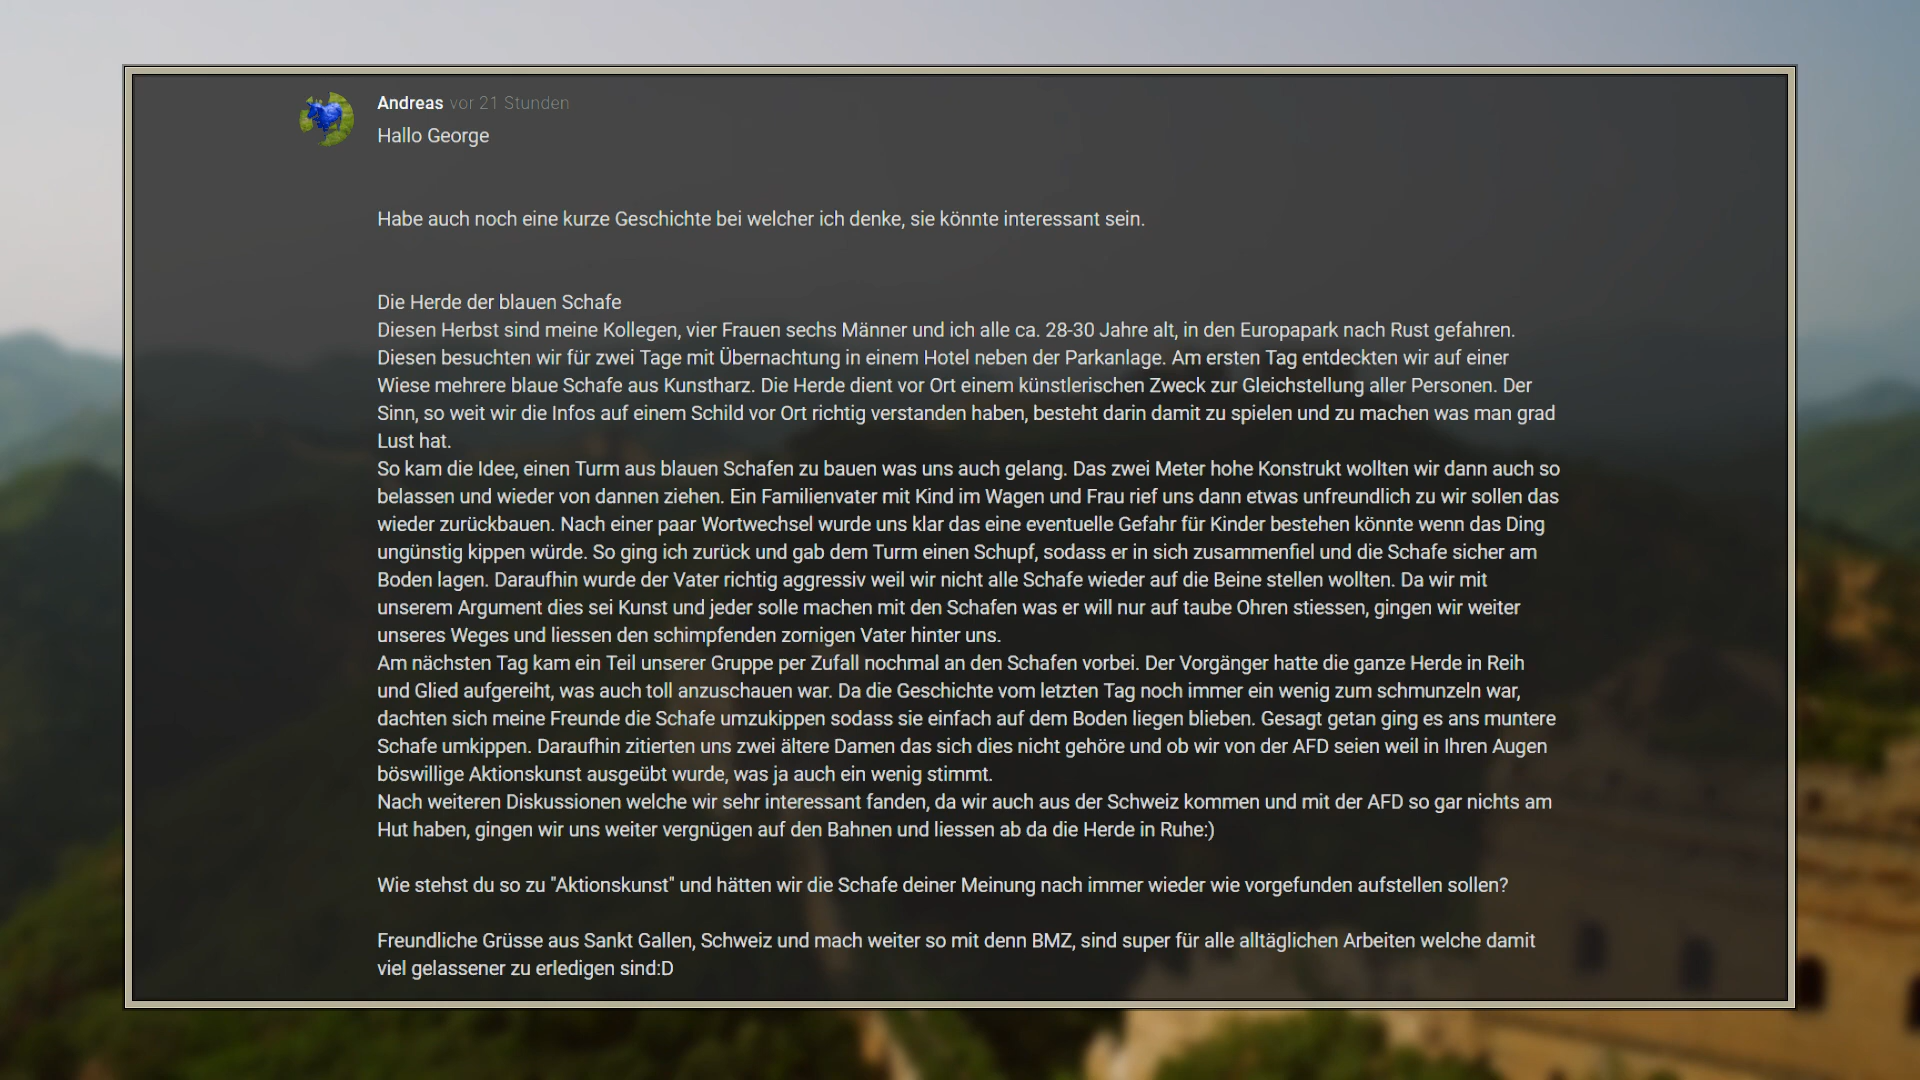 Andreas vor 21 Stunden
Hallo George
Habe auch noch eine kurze Geschichte bei welcher ich denke, sie könnte interessant sein.
Die Herde der blauen Schafe
Diesen Herbst sind meine Kollegen, vier Frauen sechs Männer und ich alle ca. 28-30 Jahre alt, in den Europapark nach Rust gefahren.
Diesen besuchten wir für zwei Tage mit Übernachtung in einem Hotel neben der Parkanlage. Am ersten Tag entdeckten wir auf einer
Wiese mehrere blaue Schafe aus Kunstharz. Die Herde dient vor Ort einem künstlerischen Zweck zur Gleichstellung aller Personen. Der
Sinn, so weit wir die Infos auf einem Schild vor Ort richtig verstanden haben, besteht darin damit zu spielen und zu machen was man grad
Lust hat.
So kam die Idee, einen Turm aus blauen Schafen zu bauen was uns auch gelang. Das zwei Meter hohe Konstrukt wollten wir dann auch so
belassen und wieder von dannen ziehen. Ein Familienvater mit Kind im Wagen und Frau rief uns dann etwas unfreundlich zu wir sollen das
wieder zurückbauen. Nach einer paar Wortwechsel wurde uns klar das eine eventuelle Gefahr für Kinder bestehen könnte wenn das Ding
ungünstig kippen würde. So ging ich zurück und gab dem Turm einen Schupf, sodass er in sich zusammenfiel und die Schafe sicher am
Boden lagen. Daraufhin wurde der Vater richtig aggressiv weil wir nicht alle Schafe wieder auf die Beine stellen wollten. Da wir mit
unserem Argument dies sei Kunst und jeder solle machen mit den Schafen was er will nur auf taube Ohren stiessen, gingen wir weiter
unseres Weges und liessen den schimpfenden zornigen Vater hinter uns.
Am nächsten Tag kam ein Teil unserer Gruppe per Zufall nochmal an den Schafen vorbei. Der Vorgänger hatte die ganze Herde in Reih
und Glied aufgereiht, was auch toll anzuschauen war. Da die Geschichte vom letzten Tag noch immer ein wenig zum schmunzeln war,
dachten sich meine Freunde die Schafe umzukippen sodass sie einfach auf dem Boden liegen blieben. Gesagt getan ging es ans muntere
Schafe umkippen. Daraufhin zitierten uns zwei ältere Damen das sich dies nicht gehöre und ob wir von der AFD seien weil in Ihren Augen
böswillige Aktionskunst ausgeübt wurde, was ja auch ein wenig stimmt.
Nach weiteren Diskussionen welche wir sehr interessant fanden, da wir auch aus der Schweiz kommen und mit der AFD so gar nichts am
Hut haben, gingen wir uns weiter vergnügen auf den Bahnen und liessen ab da die Herde in Ruhe:)
Wie stehst du so zu "Aktionskunst" und hätten wir die Schafe deiner Meinung nach immer wieder wie vorgefunden aufstellen sollen?
Freundliche Grüsse aus Sankt Gallen, Schweiz und mach weiter so mit denn BMZ, sind super für alle alltäglichen Arbeiten welche damit
viel gelassener zu erledigen sind:D